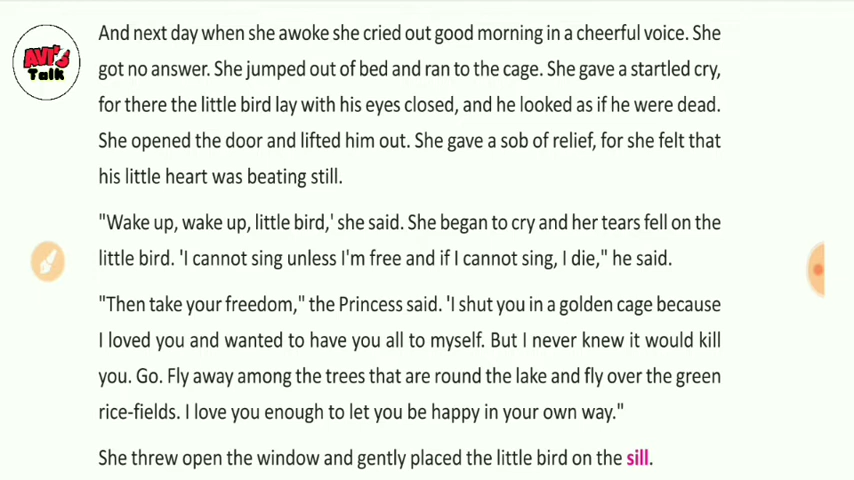 And next day when she awoke she cried out good morning in a cheerful voice. She
got no answer. She jumped out of bed and ran to the cage. She gave a startled cry,
for there the little bird lay with his eyes closed, and he looked as if he were dead.
She opened the door and lifted him out. She gave a sob of relief, for she felt that
his little heart was beating still.
"Wake up, wake up, little bird,' she said. She began to cry and her tears fell on the
little bird. 'I cannot sing unless I'm free and if I cannot sing, I die," he said.
"Then take your freedom," the Princess said. 'I shut you in a golden cage because
I loved you and wanted to have you all to myself. But I never knew it would kill
you. Go. Fly away among the trees that are round the lake and fly over the green
rice-fields. I love you enough to let you be happy in your own way."
She threw open the window and gently placed the little bird on the sill.
AVI'S
Talk